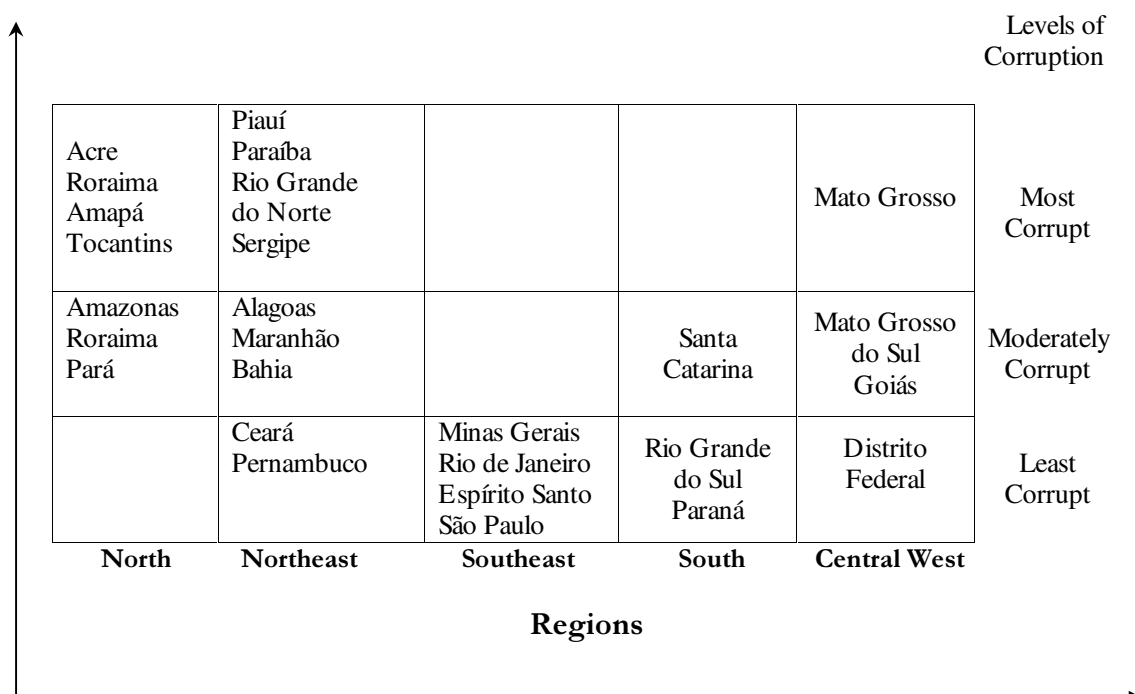 Levels of
Corruption
Acre
Roraima
Amapá
Tocantins
Piauí
Paraíba
Rio Grande
do Norte
Sergipe
Mato Grosso
Most
Corrupt
Amazonas
Roraima
Pará
Alagoas
Maranhão
Bahia
Santa
Catarina
Mato Grosso
do Sul
Goiás
Moderately
Corrupt
Ceará
Pernambuco
Minas Gerais
Rio de Janeiro
Espírito Santo
São Paulo
Rio Grande
do Sul
Paraná
Distrito
Federal
Least
Corrupt
North
Northeast
Southeast
South
Central West
Regions